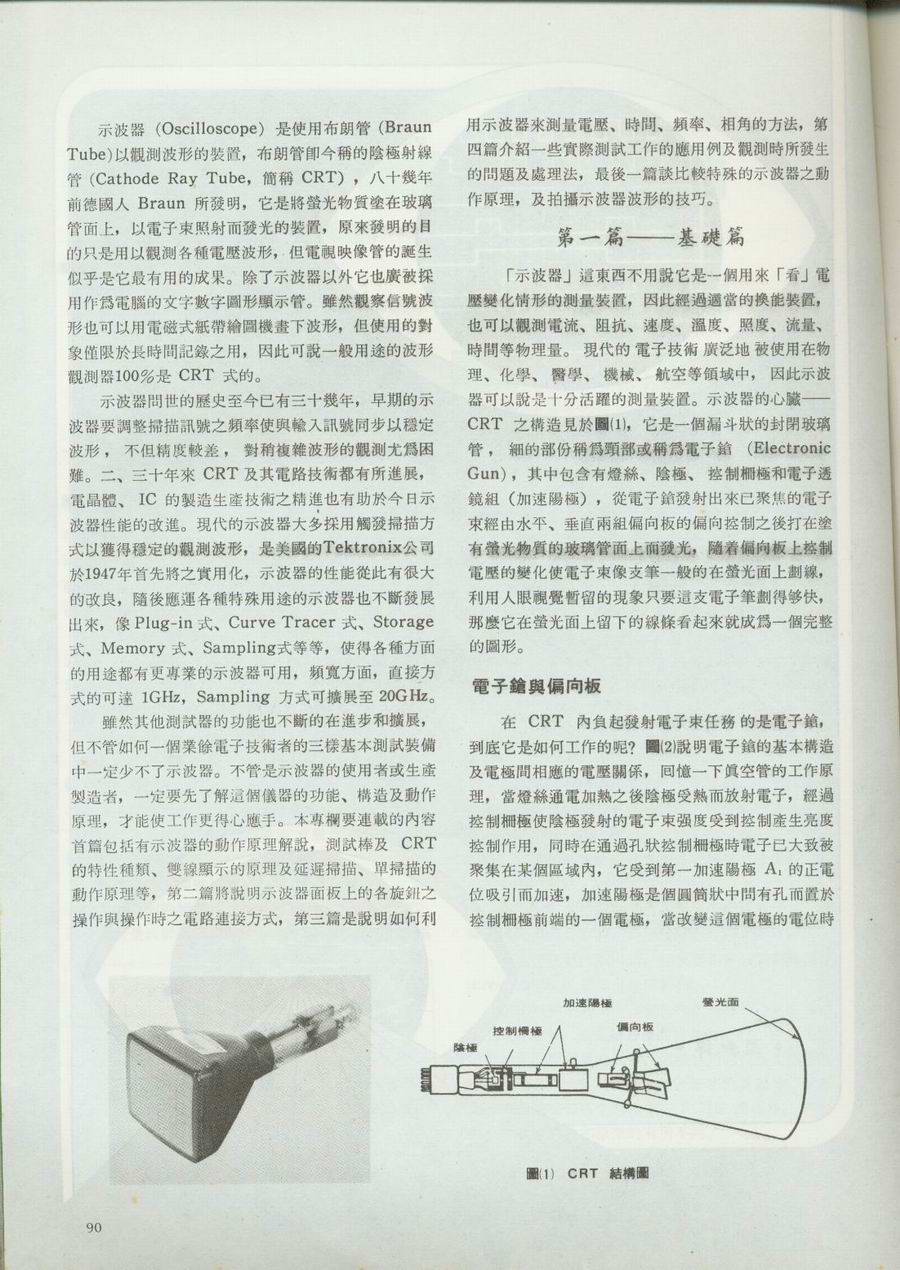 示波器 (Oscilloscope) 是使用布朗管 (Braun
Tube)以觀測波形的裝置，布朗管卽今稱的陰極射線
管 (Cathode Ray Tube，簡稱 CRT) ，八十幾年
前德國人 Braun 所發明，它是將螢光物質塗在玻璃
管面上，以電子束照射而發光的裝置，原來發明的目
的只是用以觀測各種電壓波形，但電視映像管的誕生
似乎是它最有用的成果。除了示波器以外它也廣被採
用作爲電腦的文字數字圖形顯示管。雖然觀察信號波
形也可以用電磁式紙帶繪圖機畫下波形，但使用的對
象僅限於長時間記錄之用，因此可說一般用途的波形
觀測器100%是 CRT 式的。
示波器問世的歷史至今已有三十幾年，早期的示
波器要調整掃描訊號之頻率使與輸入訊號同步以穩定
波形，不但精度較差，對稍複雜波形的觀測尤爲困
難。二、三十年來 CRT 及其電路技術都有所進展，
電晶體、 IC 的製造生產技術之精進也有助於今日示
波器性能的改進。現代的示波器大多採用觸發掃描方
式以獲得穩定的觀測波形，是美國的Tektronix公司
於1947年首先將之實用化，示波器的性能從此有很大
的改良，隨後應運各種特殊用途的示波器也不斷發展
出來，像 Plug-in 式、Curve Tracer 式、Storage
式、Memory 式、Sampling式等等，使得各種方面
的用途都有更專業的示波器可用，頻寬方面，直接方
式的可達 1GHz，Sampling 方式可擴展至 20GHz。
雖然其他測試器的功能也不斷的在進步和擴展，
但不管如何一個業餘電子技術者的三樣基本測試裝備
中一定少不了示波器。不管是示波器的使用者或生產
製造者，一定要先了解這個儀器的功能、構造及動作
原理，才能使工作更得心應手。本專欄要連載的內容
首篇包括有示波器的動作原理解說，測試棒及 CRT
的特性種類、雙線顯示的原理及延遲掃描、單掃描的
動作原理等，第二篇將說明示波器面板上的各旋鈕之
操作與操作時之電路連接方式，第三篇是說明如何利
用示波器來測量電壓、時間、頻率、相角的方法，第
四篇介紹一些實際測試工作的應用例及觀測時所發生
的問題及處理法，最後一篇談比較特殊的示波器之動
作原理，及拍攝示波器波形的技巧。
第一篇——基礎篇
「示波器」這東西不用說它是一個用來「看」電
壓變化情形的測量裝置，因此經過適當的換能裝置，
也可以觀測電流、阻抗、速度、溫度、照度、流量、
時間等物理量。 現代的 電子技術 廣泛地 被使用在物
理、化學、 醫學、 機械、 航空等領域中， 因此示波
器可以說是十分活躍的測量裝置。示波器的心臟——
CRT 之構造見於圖(1)，它是一個漏斗狀的封閉玻璃
管，細的部份稱爲頸部或稱爲電子鎗 (Electronic
Gun) ，其中包含有燈絲、陰極、 控制柵極和電子透
鏡組（加速陽極），從電子鎗發射出來已聚焦的電子
束經由水平、垂直兩組偏向板的偏向控制之後打在塗
有螢光物質的玻璃管面上而發光，隨着偏向板上控制
電壓的變化使電子束像支筆一般的在螢光面上劃線，
利用人眼視覺暫留的現象只要這支電子筆劃得够快，
那麼它在螢光面上留下的線條看起來就成爲一個完整
的圖形。
電子鎗與偏向板
在 CRT 內負起發射電子束任務 的是電子鎗，
到底它是如何工作的呢？ 圖(2)說明電子鎗的基本構造
及電極間相應的電壓關係，囘憶一下眞空管的工作原
理，當燈絲通電加熱之後陰極受熱而放射電子，經過
控制柵極使陰極發射的電子束强度受到控制產生亮度
控制作用，同時在通過孔狀控制柵極時電子已大致被
聚集在某個區域內，它受到第一加速陽極 A₁ 的正電
位吸引而加速，加速陽極是個圓筒狀中間有孔而置於
控制柵極前端的一個電極，當改變這個電極的電位時
加速陽極
螢光面
控制柵極
偏向板
陰極
圖(1) CRT 結構圖
90